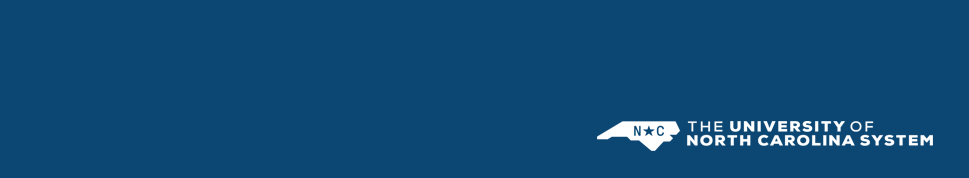 N★C
THE UNIVERSITY OF
NORTH CAROLINA SYSTEM